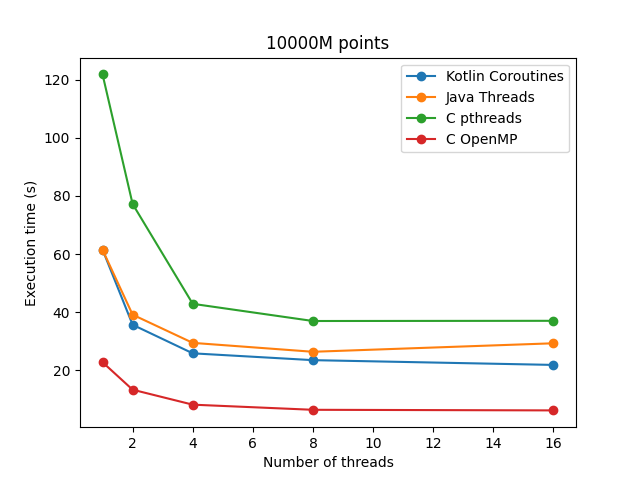 10000M points
Kotlin Coroutines
Java Threads
C pthreads
C OpenMP
Execution time (s)
120
100
80
60
40
20
2 4 6 8 10 12 14 16
Number of threads